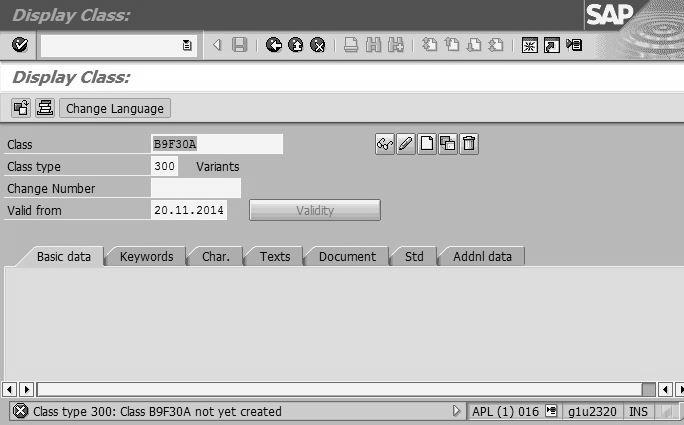 Display Class:
SAP
Display Class:
Change Language
Class B9F30A
Class type 300 Variants
Change Number
Valid from 20.11.2014 Validity
Basic data Keywords Char. Texts Document Std Addnl data
Class type 300: Class B9F30A not yet created APL (1) 016 g1u2320 INS